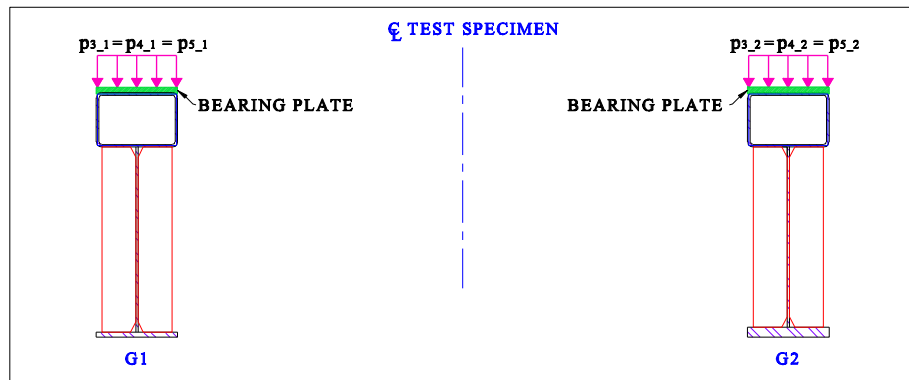 ℄ TEST SPECIMEN
p3_1 = p4_1 = p5_1
p3_2 = p4_2 = p5_2
BEARING PLATE
BEARING PLATE
G1
G2